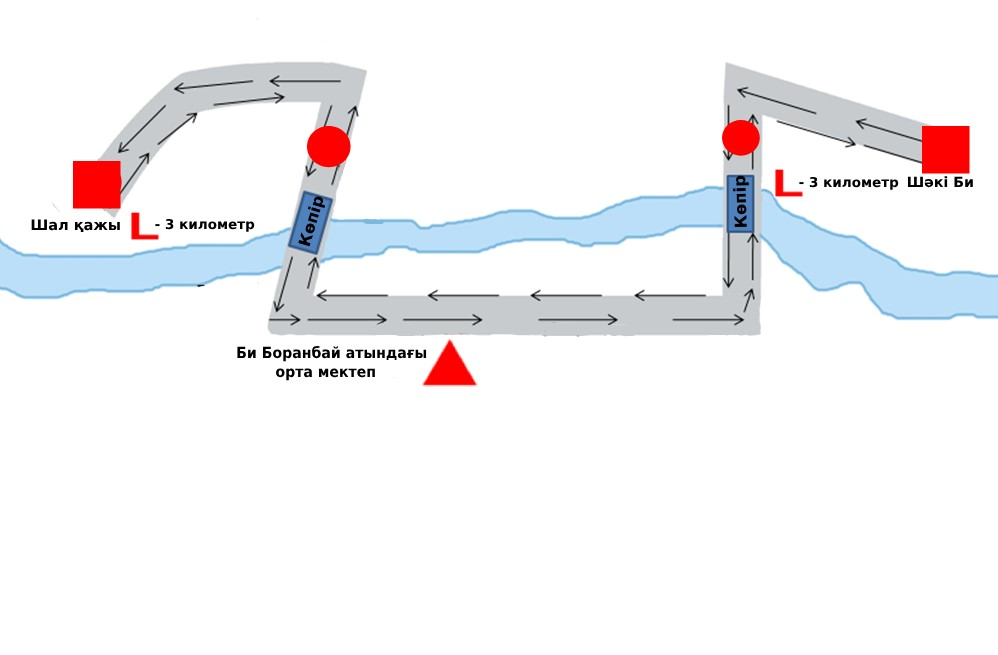 Көпір
Көпір
Шал қажы L - 3 километр
L - 3 километр Шәкі Би
Би Боранбай атындағы
орта мектеп